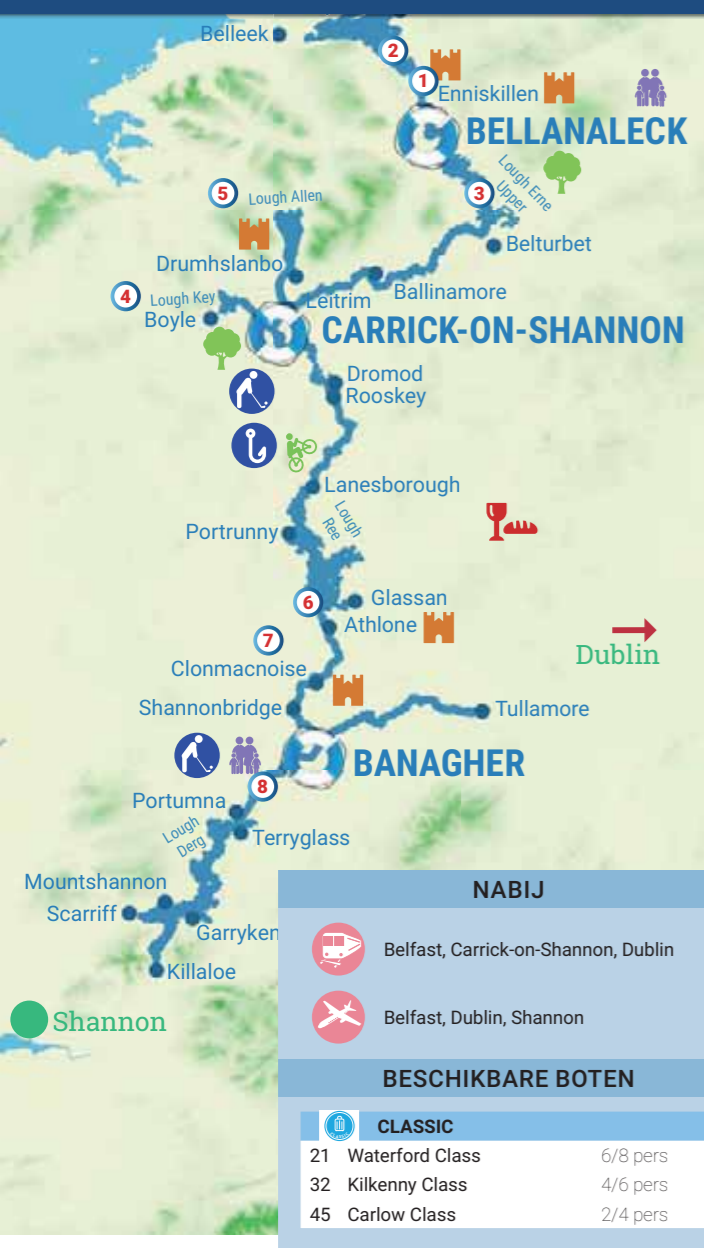 Belleek
2
1
Enniskillen
BELLANALECK
Lough Erne
Upper
3
5
Lough Allen
Belturbet
Drumhslanbo
4
Lough Key
Leitrim
Ballinamore
Boyle
CARRICK-ON-SHANNON
Dromod
Rooskey
Lanesborough
Lough
Ree
Portrunny
6
Glassan
Athlone
7
Dublin
Clonmacnoise
Shannonbridge
Tullamore
BANAGHER
8
Portumna
Lough
Derg
Terryglass
Mountshannon
Scarriff
Garryken
Killaloe
Shannon
NABIJ
Belfast, Carrick-on-Shannon, Dublin
Belfast, Dublin, Shannon
BESCHIKBARE BOTEN
CLASSIC
21 Waterford Class 6/8 pers
32 Kilkenny Class 4/6 pers
45 Carlow Class 2/4 pers